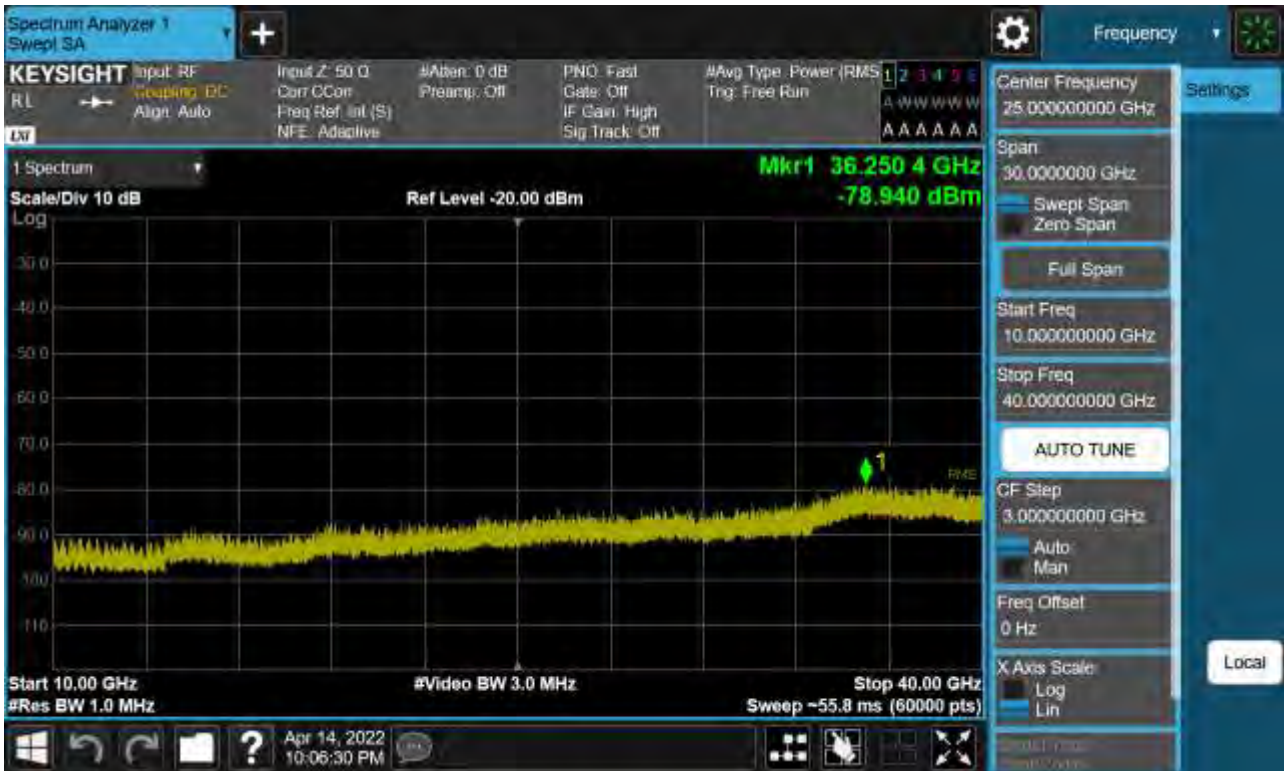 Spectrum Analyzer 1
Swept SA
+
Frequency
KEYSIGHT
RL
LXI
Input: RF
Coupling: DC
Align: Auto
Input Z: 50 Ω
Corr CCorr
Freq Ref: Int (S)
NFE: Adaptive
#Atten: 0 dB
Preamp: Off
PNO: Fast
Gate: Off
IF Gain: High
Sig Track: Off
#Avg Type: Power (RMS
Trig: Free Run
1 2 3 4 5 6
A W W W W W
A A A A A A
1 Spectrum
Scale/Div 10 dB
Log
Ref Level -20.00 dBm
Mkr1 36.250 4 GHz
-78.940 dBm
-30.0
-40.0
-50.0
-60.0
-70.0
-80.0
-90.0
-100
-110
1
RMS
Start 10.00 GHz
#Res BW 1.0 MHz
#Video BW 3.0 MHz
Stop 40.00 GHz
Sweep ~55.8 ms (60000 pts)
Center Frequency
25.000000000 GHz
Span
30.0000000 GHz
Swept Span
Zero Span
Full Span
Start Freq
10.000000000 GHz
Stop Freq
40.000000000 GHz
AUTO TUNE
CF Step
3.000000000 GHz
Auto
Man
Freq Offset
0 Hz
X Axis Scale
Log
Lin
Settings
Local
?
Apr 14, 2022
10:06:30 PM